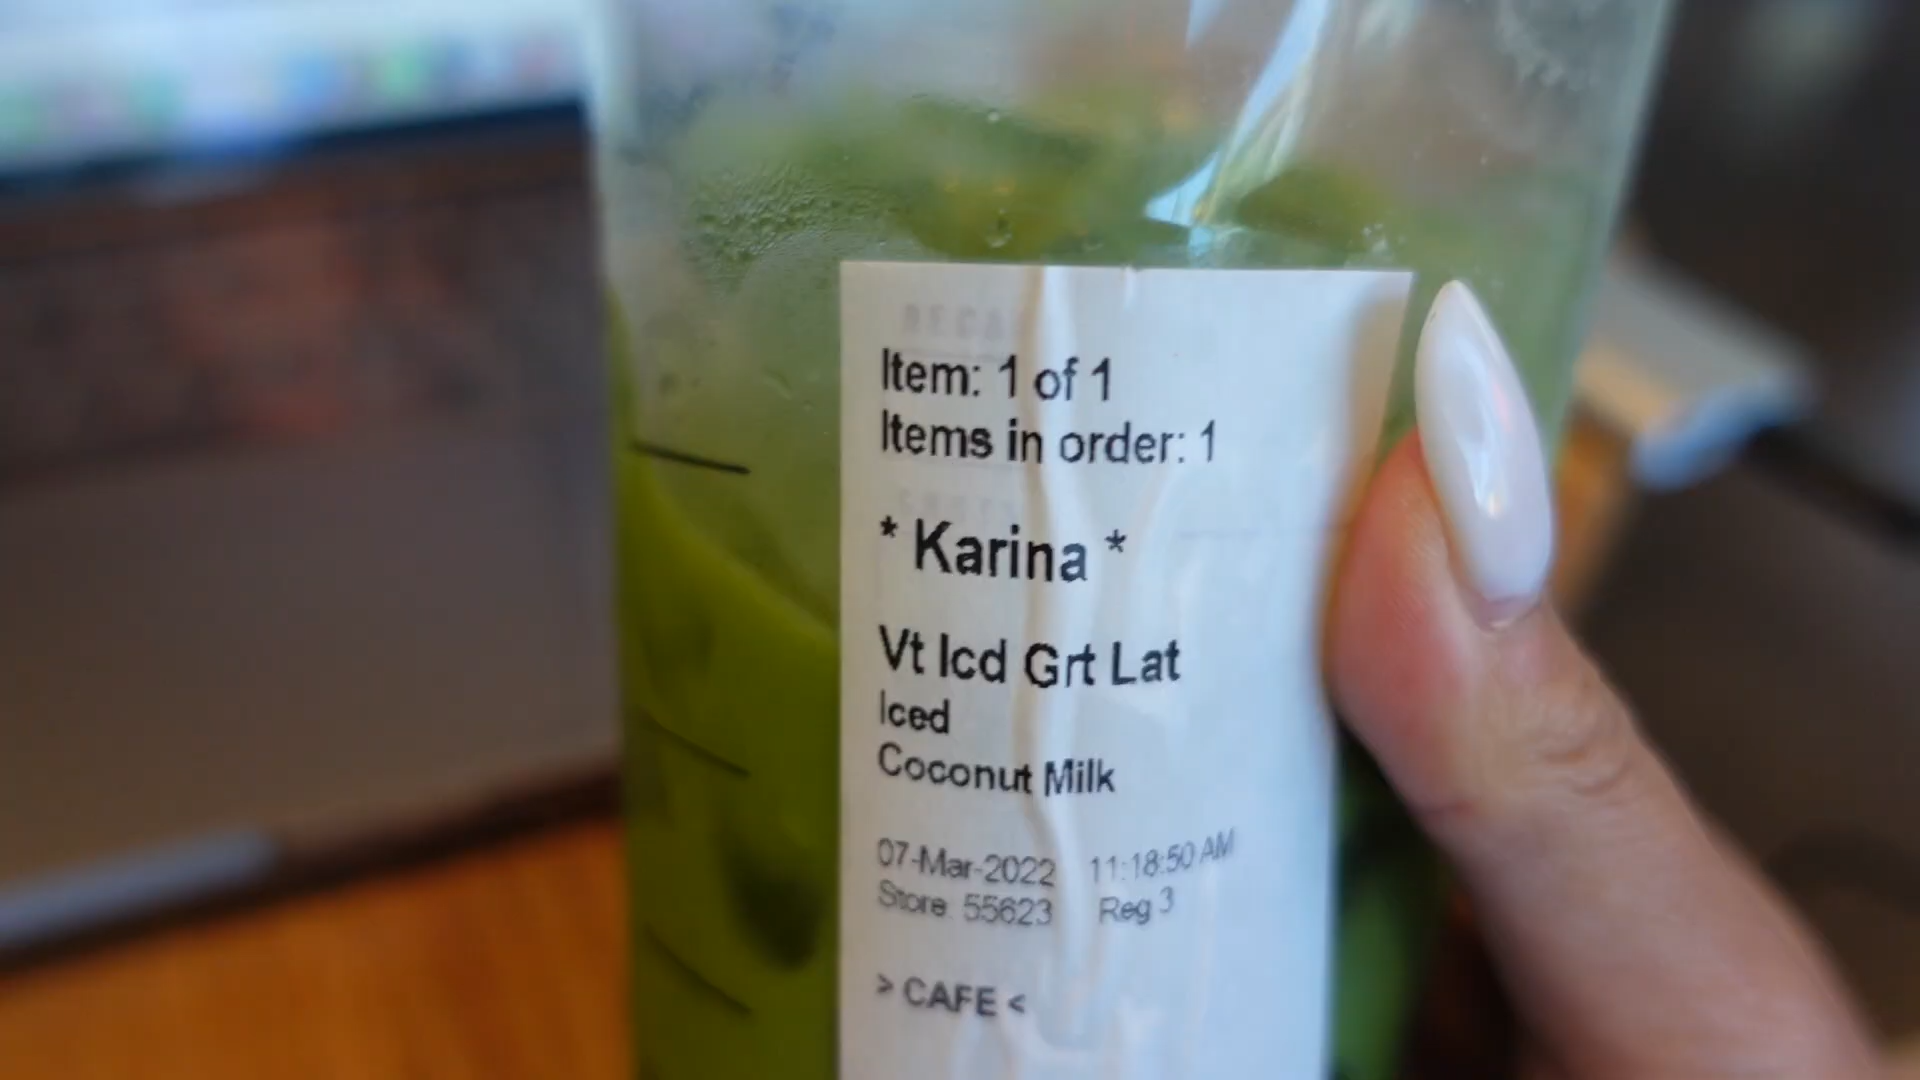 Item: 1 of 1
Items in order: 1
* Karina *
Vt Icd Grt Lat
Iced
Coconut Milk
07-Mar-2022 11:18:50 AM
Store: 55623 Reg 3
> CAFE <